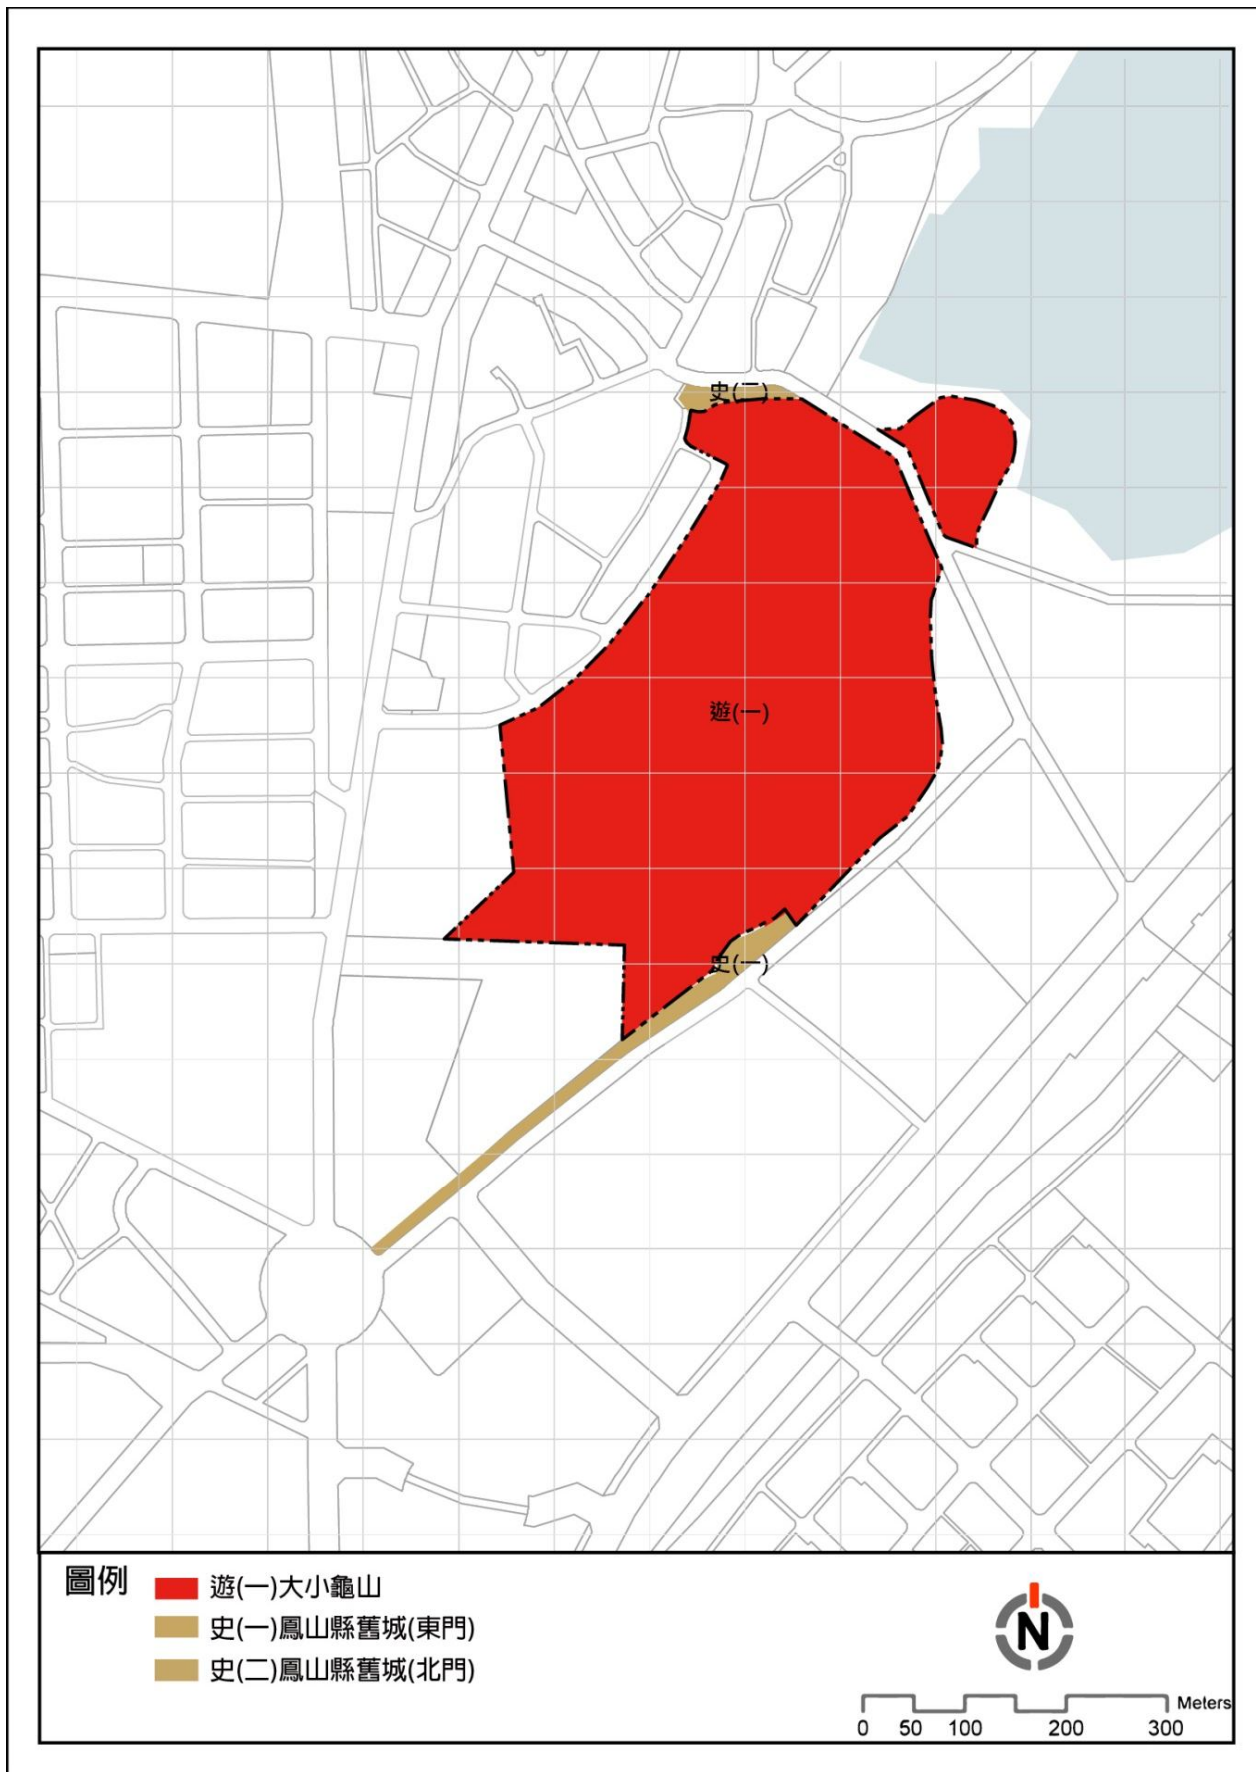 史(二)
遊(一)
史(一)
圖例
遊(一)大小龜山
史(一)鳳山縣舊城(東門)
史(二)鳳山縣舊城(北門)
N
Meters
0 50 100 200 300